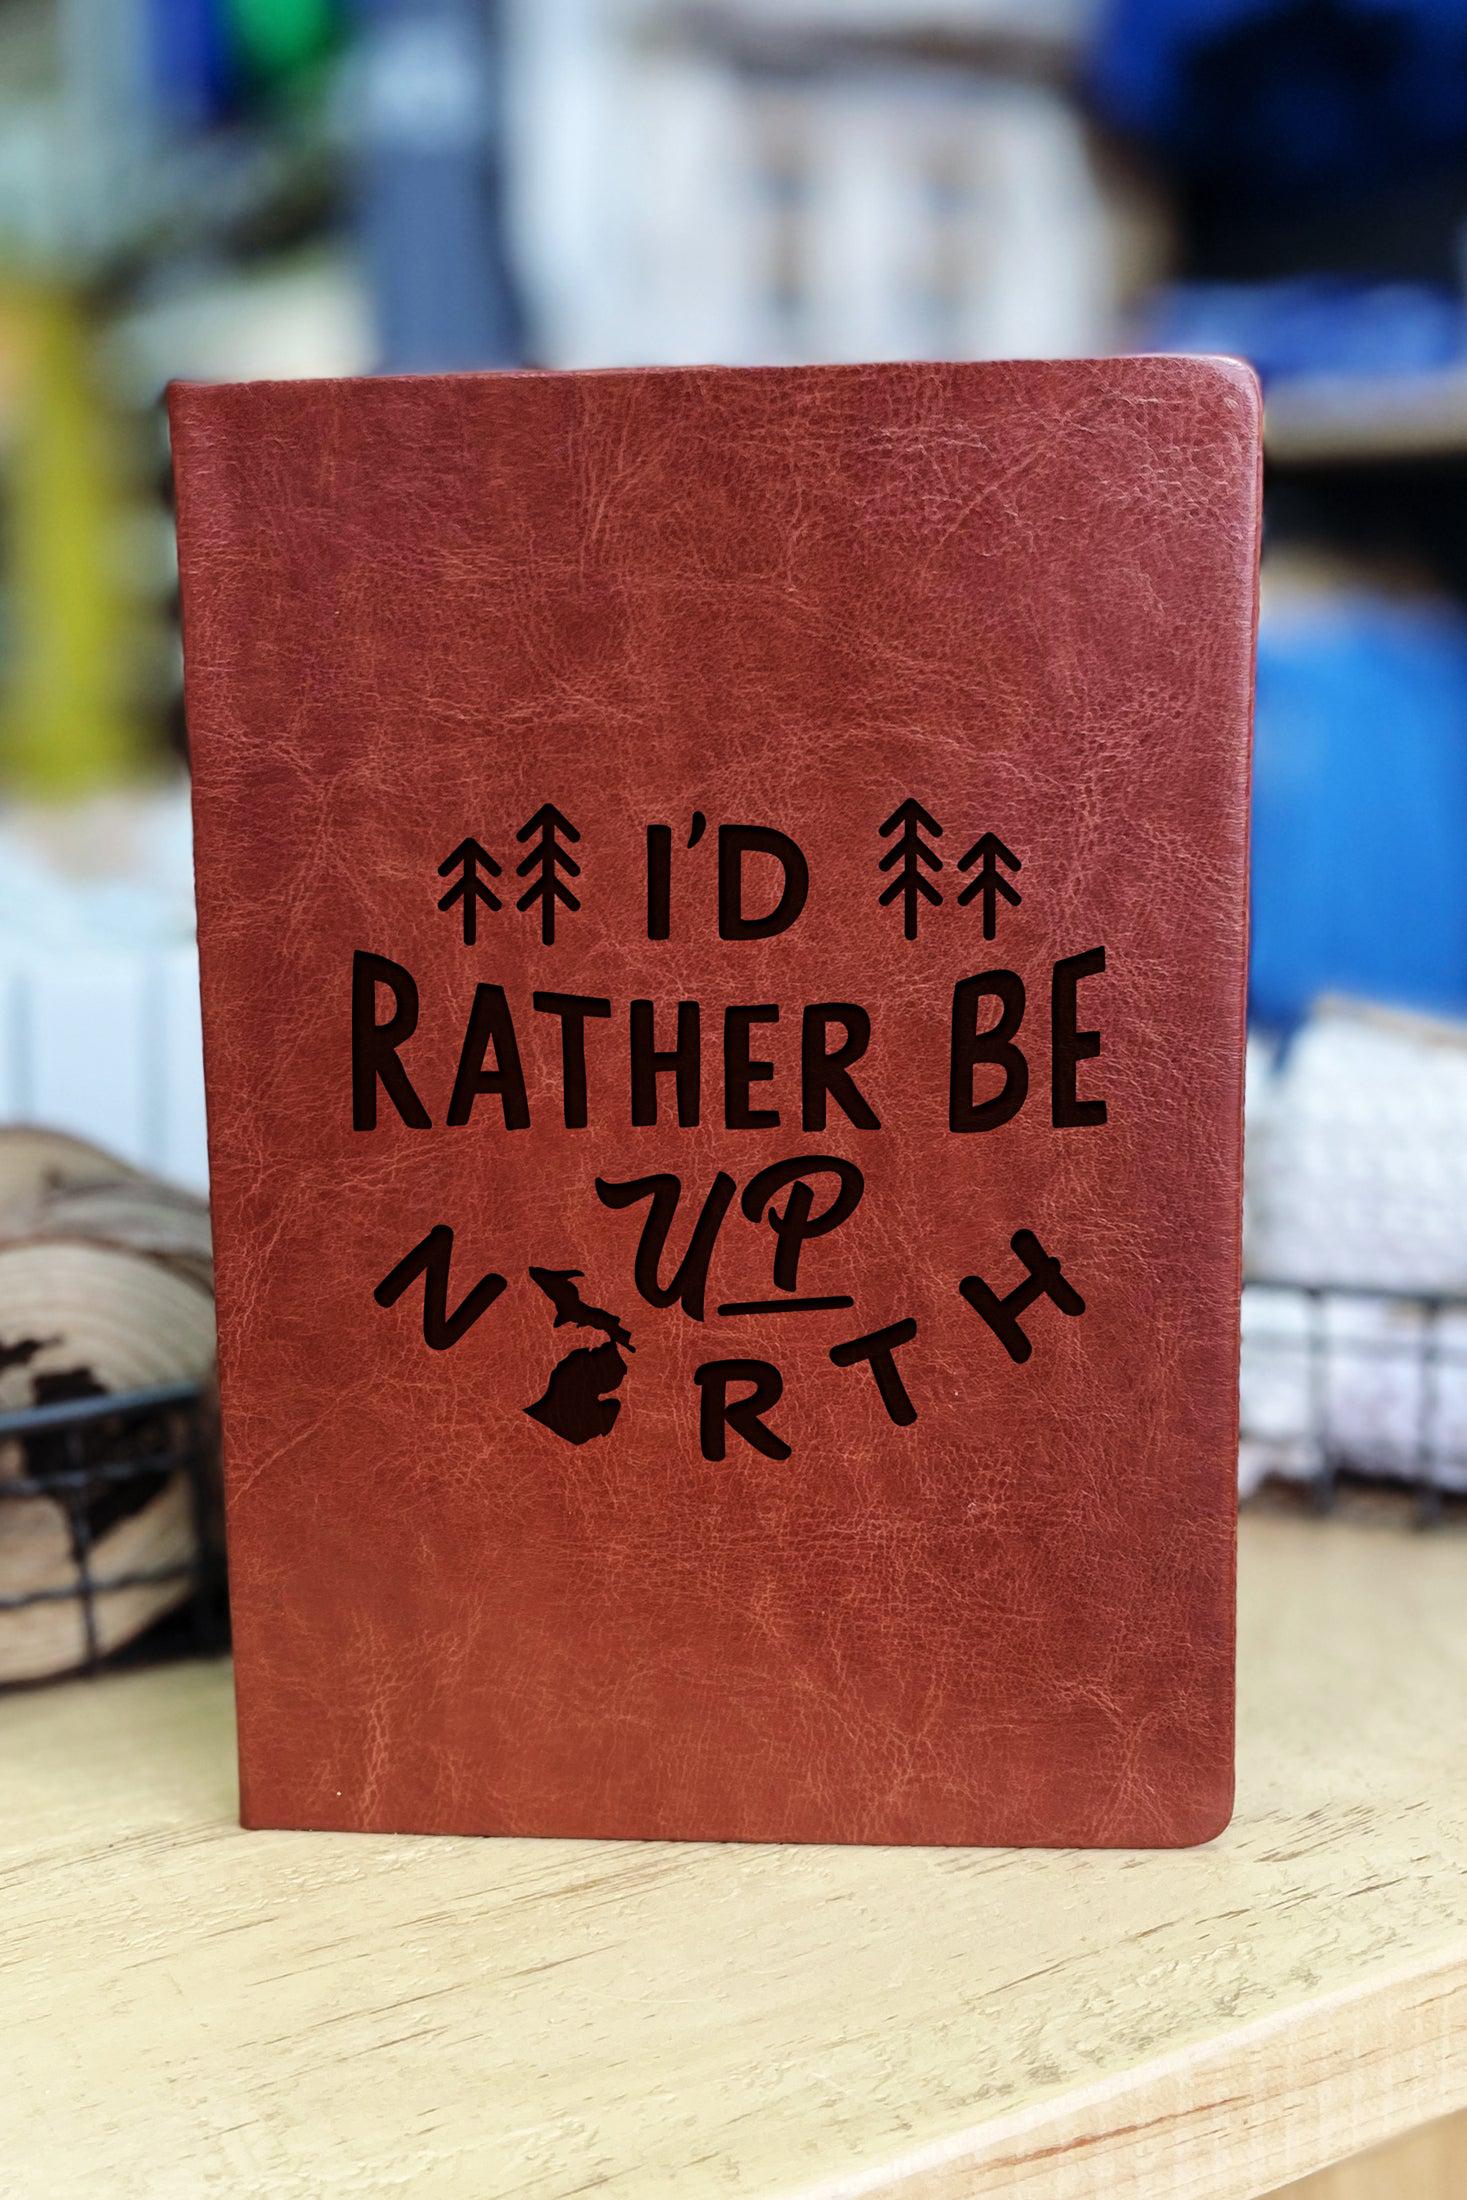 I'D
RATHER BE
UP
N RTH